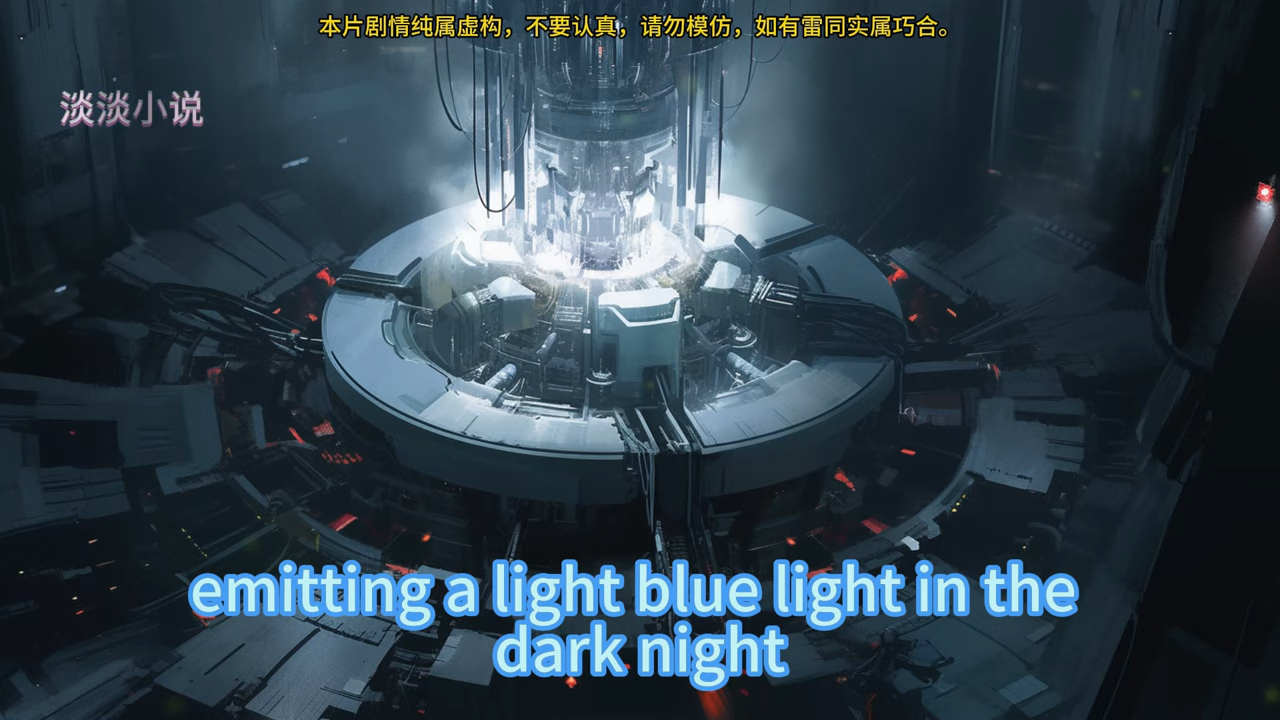 本片剧情纯属虚构，不要认真，请勿模仿，如有雷同实属巧合。
淡淡小说
emitting a light blue light in the
dark night